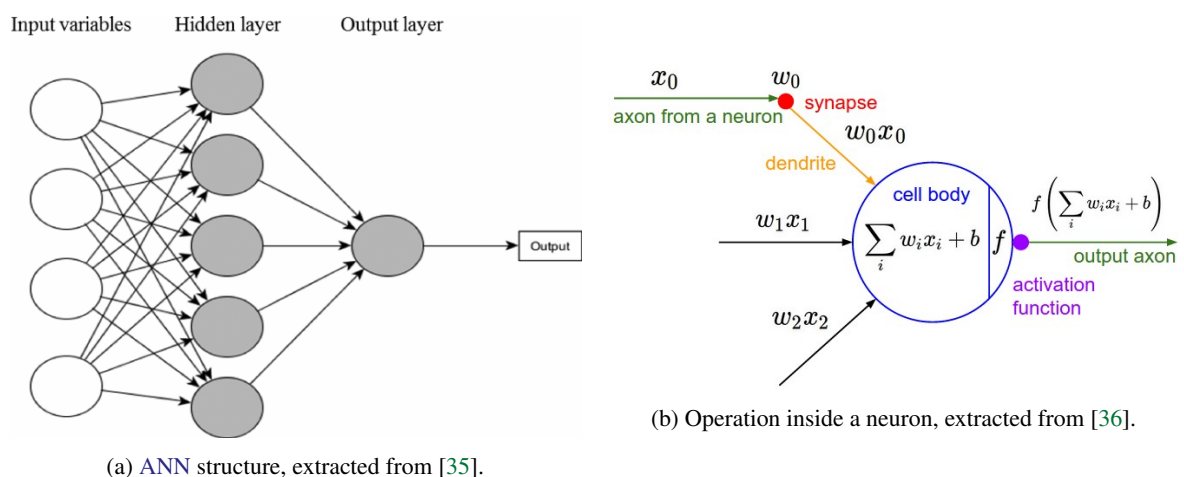 Input variables Hidden layer Output layer
Output
(a) ANN structure, extracted from [35].
x₀ w₀
synapse
axon from a neuron
w₀x₀
dendrite
cell body
f(∑ᵢ wᵢxᵢ + b)
w₁x₁
∑ᵢ wᵢxᵢ + b f
output axon
activation
function
w₂x₂
(b) Operation inside a neuron, extracted from [36].